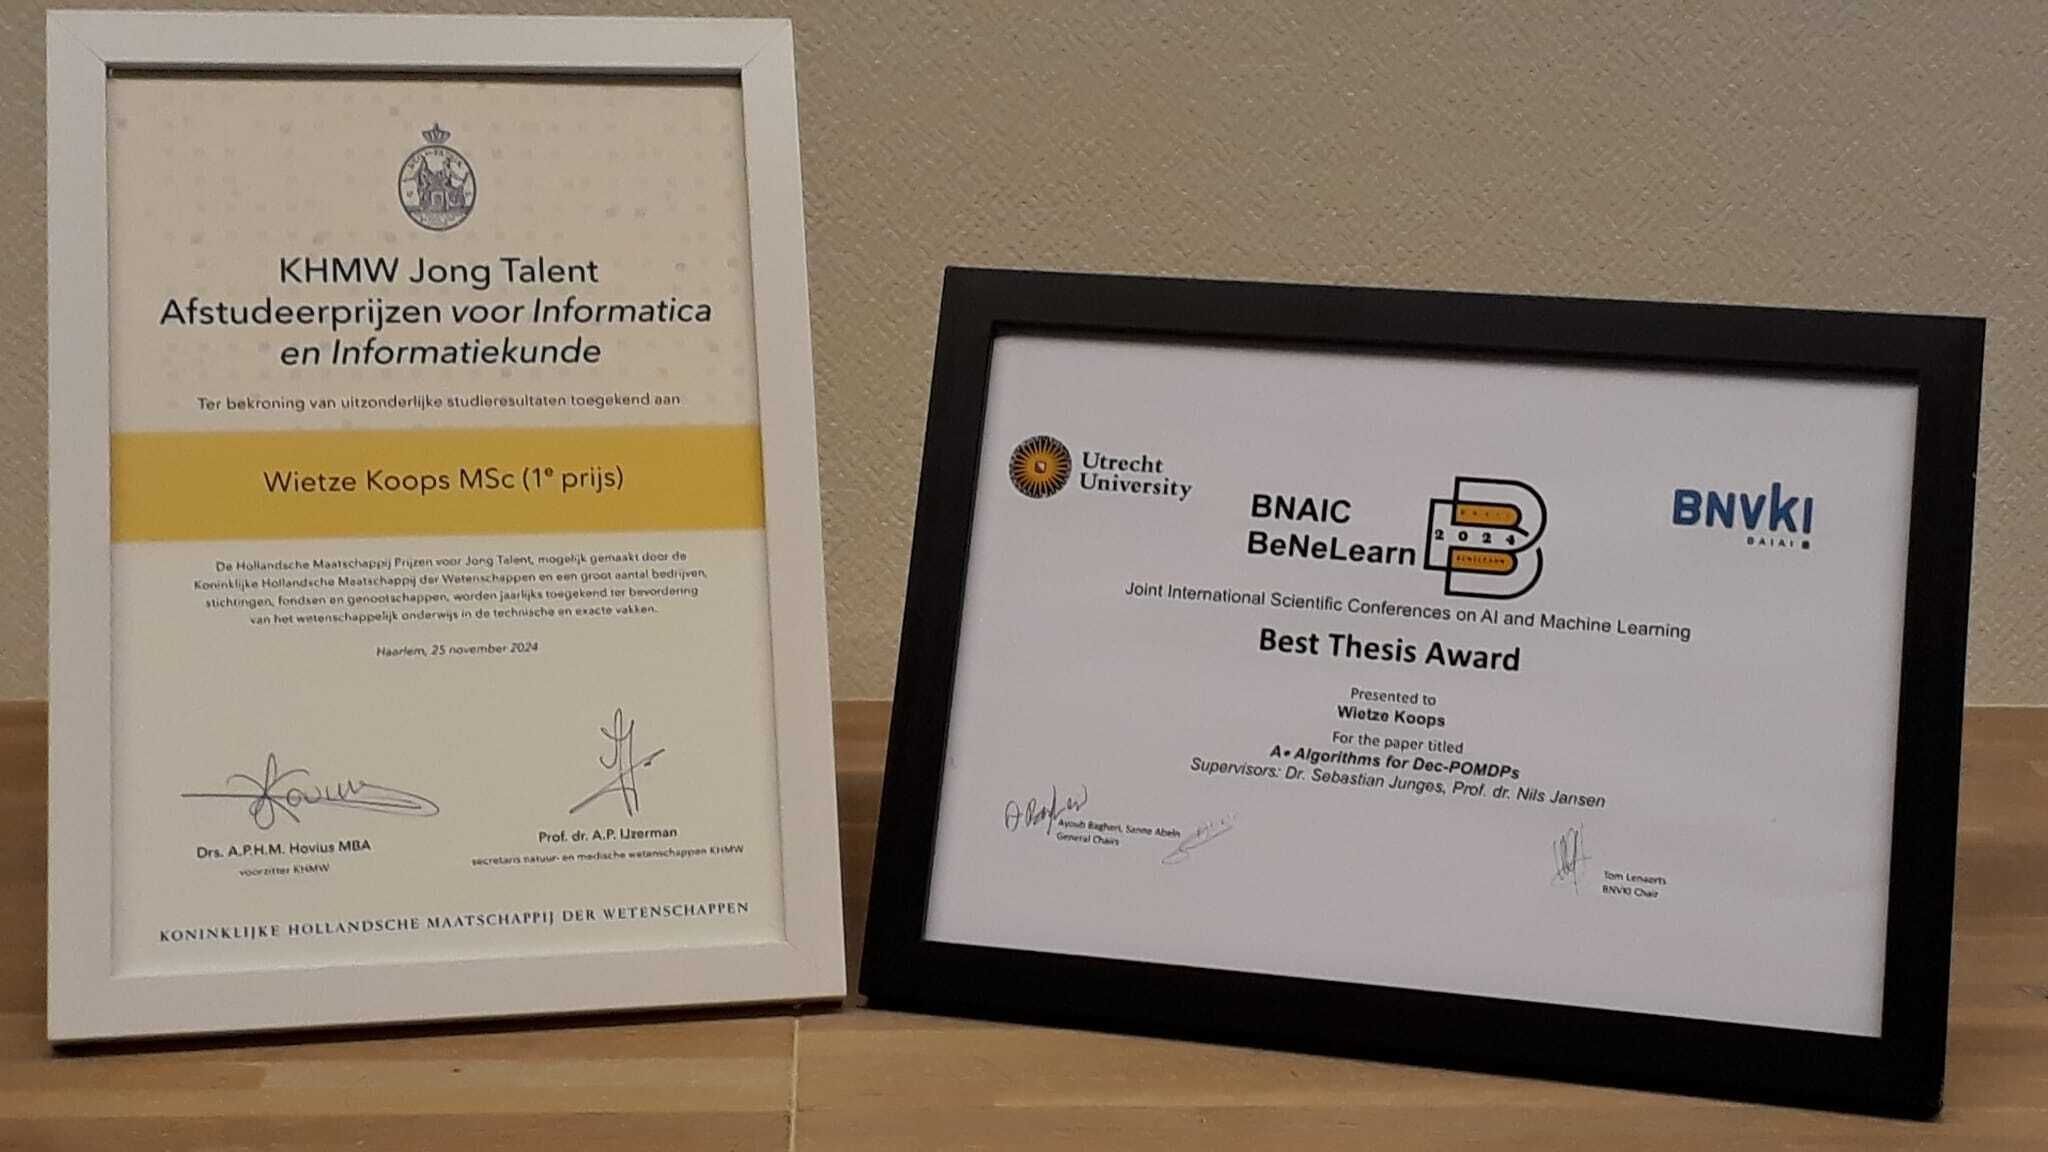 KHMW Jong Talent
Afstudeerprijzen voor Informatica
en Informatiekunde
Ter bekroning van uitzonderlijke studieresultaten toegekend aan
Wietze Koops MSc (1e prijs)
De Hollandsche Maatschappij Prijzen voor Jong Talent, mogelijk gemaakt door de
Koninklijke Hollandsche Maatschappij der Wetenschappen en een groot aantal bedrijven,
stichtingen, fondsen en genootschappen, worden jaarlijks toegekend ter bevordering
van het wetenschappelijk onderwijs in de technische en exacte vakken.
Haarlem, 25 november 2024
Drs. A.P.H.M. Hovius MBA
voorzitter KHMW
Prof. dr. A.P. IJzerman
secretaris natuur- en medische wetenschappen KHMW
KONINKLIJKE HOLLANDSCHE MAATSCHAPPIJ DER WETENSCHAPPEN
Utrecht
University
BNAIC
BeNeLearn
2024
BENELEARN
BNVKI
BAIAI
Joint International Scientific Conferences on AI and Machine Learning
Best Thesis Award
Presented to
Wietze Koops
For the paper titled
A* Algorithms for Dec-POMDPs
Supervisors: Dr. Sebastian Junges, Prof. dr. Nils Jansen
Ayoub Bagheri, Sanne Abeln
General Chairs
Tom Lenaerts
BNVKI Chair